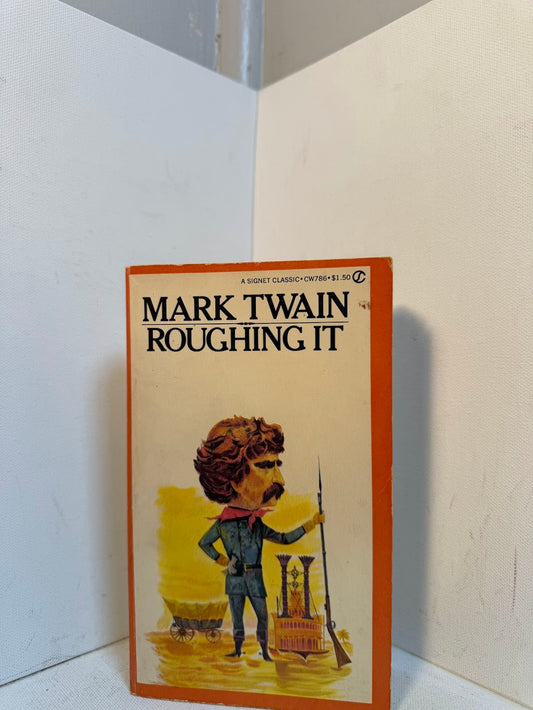 A SIGNET CLASSIC • CW786 • $1.50
MARK TWAIN
ROUGHING IT